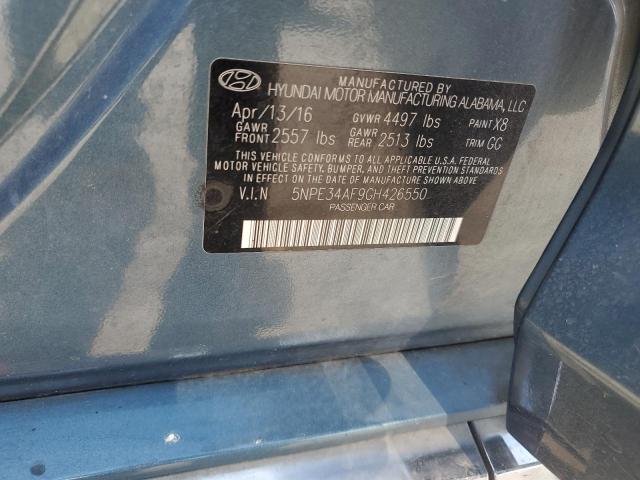 MANUFACTURED BY
HYUNDAI MOTOR MANUFACTURING ALABAMA, LLC
Apr/13/16 GVWR 4497 lbs PAINT X8
GAWR FRONT 2557 lbs GAWR REAR 2513 lbs TRIM GG
THIS VEHICLE CONFORMS TO ALL APPLICABLE U.S.A. FEDERAL
MOTOR VEHICLE SAFETY, BUMPER, AND THEFT PREVENTION
STANDARDS IN EFFECT ON THE DATE OF MANUFACTURE SHOWN ABOVE.
V.I.N 5NPE34AF9GH426550
PASSENGER CAR